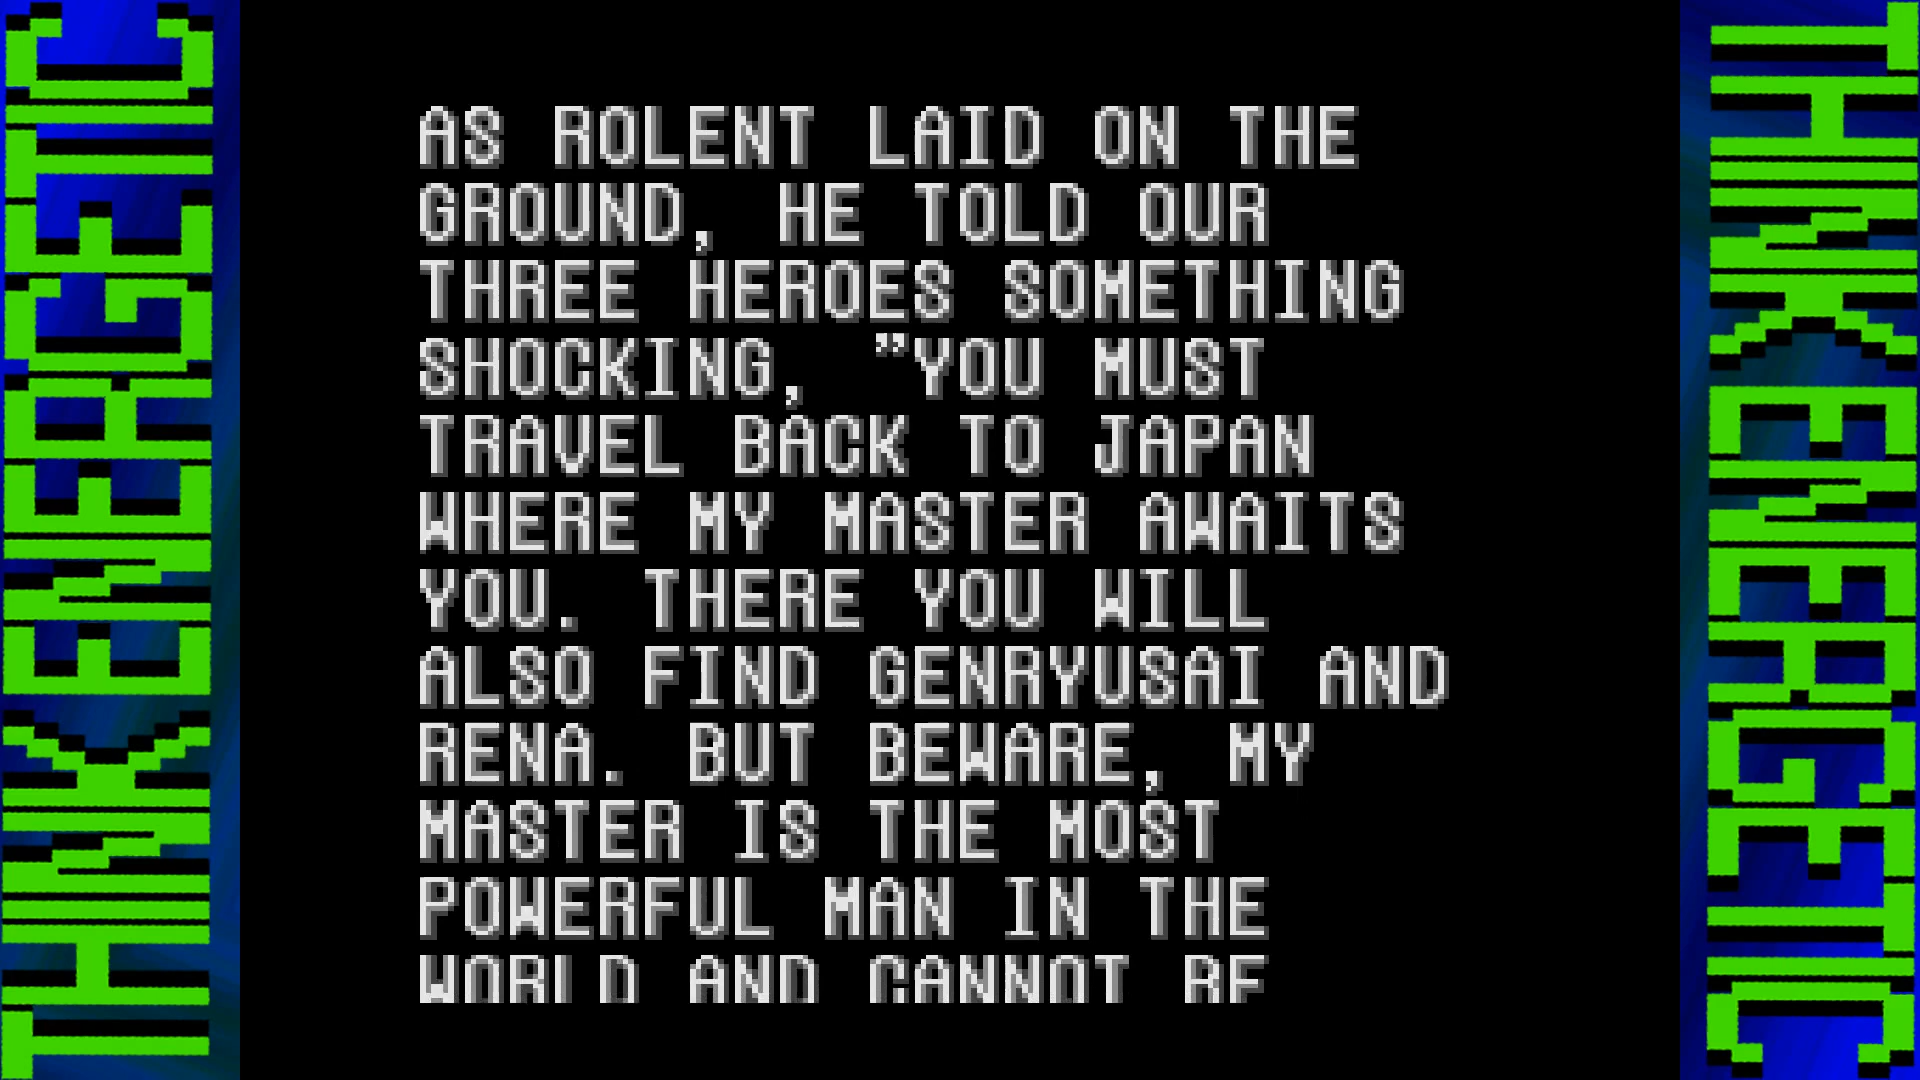 THINK ENERGETIC
AS ROLENT LAID ON THE
GROUND, HE TOLD OUR
THREE HEROES SOMETHING
SHOCKING, "YOU MUST
TRAVEL BACK TO JAPAN
WHERE MY MASTER AWAITS
YOU. THERE YOU WILL
ALSO FIND GENRYUSAI AND
RENA. BUT BEWARE, MY
MASTER IS THE MOST
POWERFUL MAN IN THE
WORLD AND CANNOT BE
THINK ENERGETIC